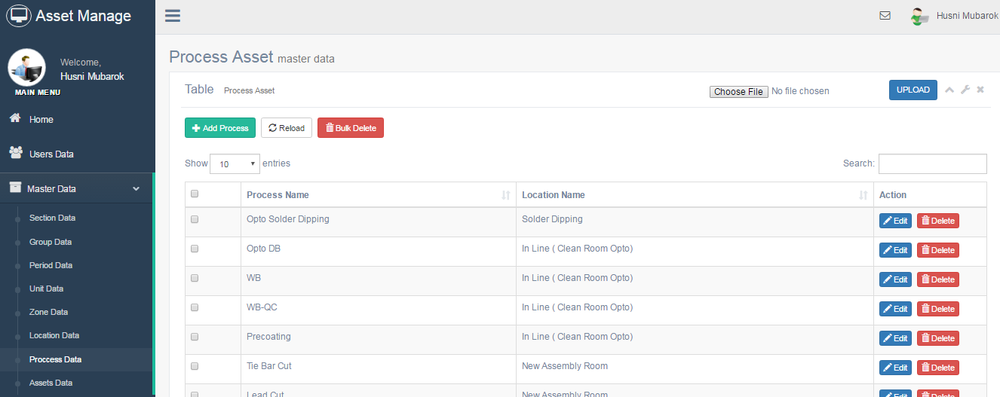 Asset Manage
Husni Mubarok
Welcome,
Husni Mubarok
MAIN MENU
Home
Users Data
Master Data
Section Data
Group Data
Period Data
Unit Data
Zone Data
Location Data
Proccess Data
Assets Data
Process Asset master data
Table Process Asset
Choose File No file chosen
UPLOAD
Add Process Reload Bulk Delete
Show 10 entries Search:
Process Name Location Name Action
Opto Solder Dipping Solder Dipping Edit Delete
Opto DB In Line ( Clean Room Opto) Edit Delete
WB In Line ( Clean Room Opto) Edit Delete
WB-QC In Line ( Clean Room Opto) Edit Delete
Precoating In Line ( Clean Room Opto) Edit Delete
Tie Bar Cut New Assembly Room Edit Delete
Lead Cut New Assembly Room Edit Delete